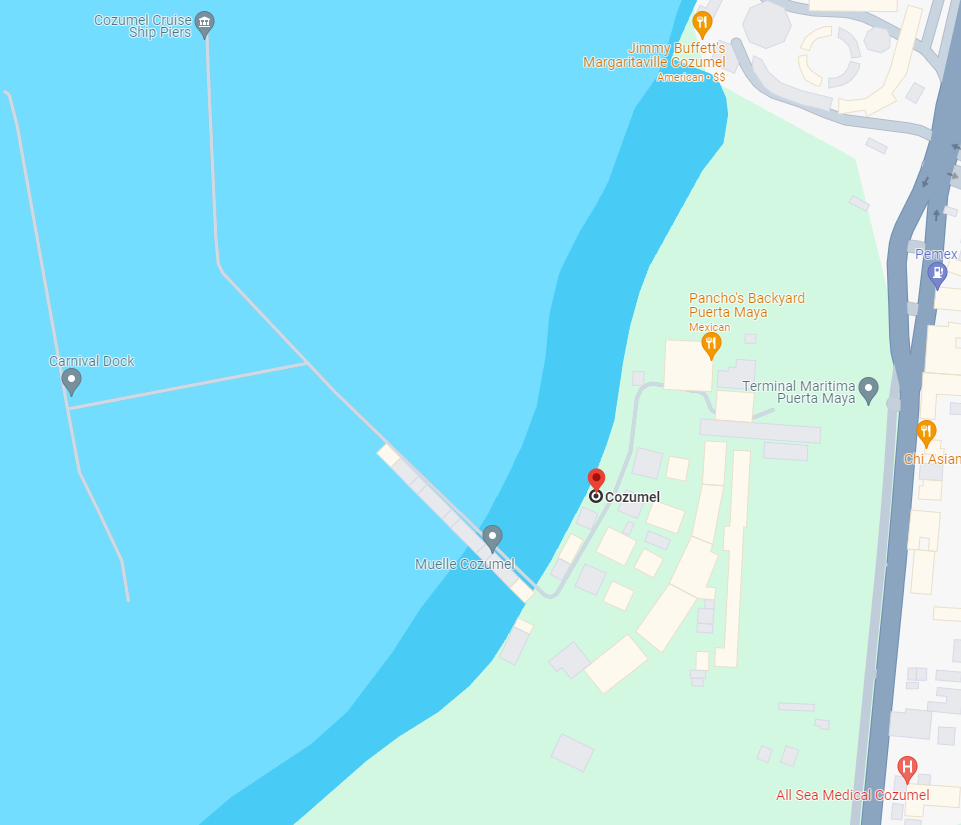 Cozumel Cruise
Ship Piers
Jimmy Buffett's
Margaritaville Cozumel
American • $$
Pemex
Pancho's Backyard
Puerta Maya
Mexican
Carnival Dock
Terminal Maritima
Puerta Maya
Chi Asian
Cozumel
Muelle Cozumel
H
All Sea Medical Cozumel